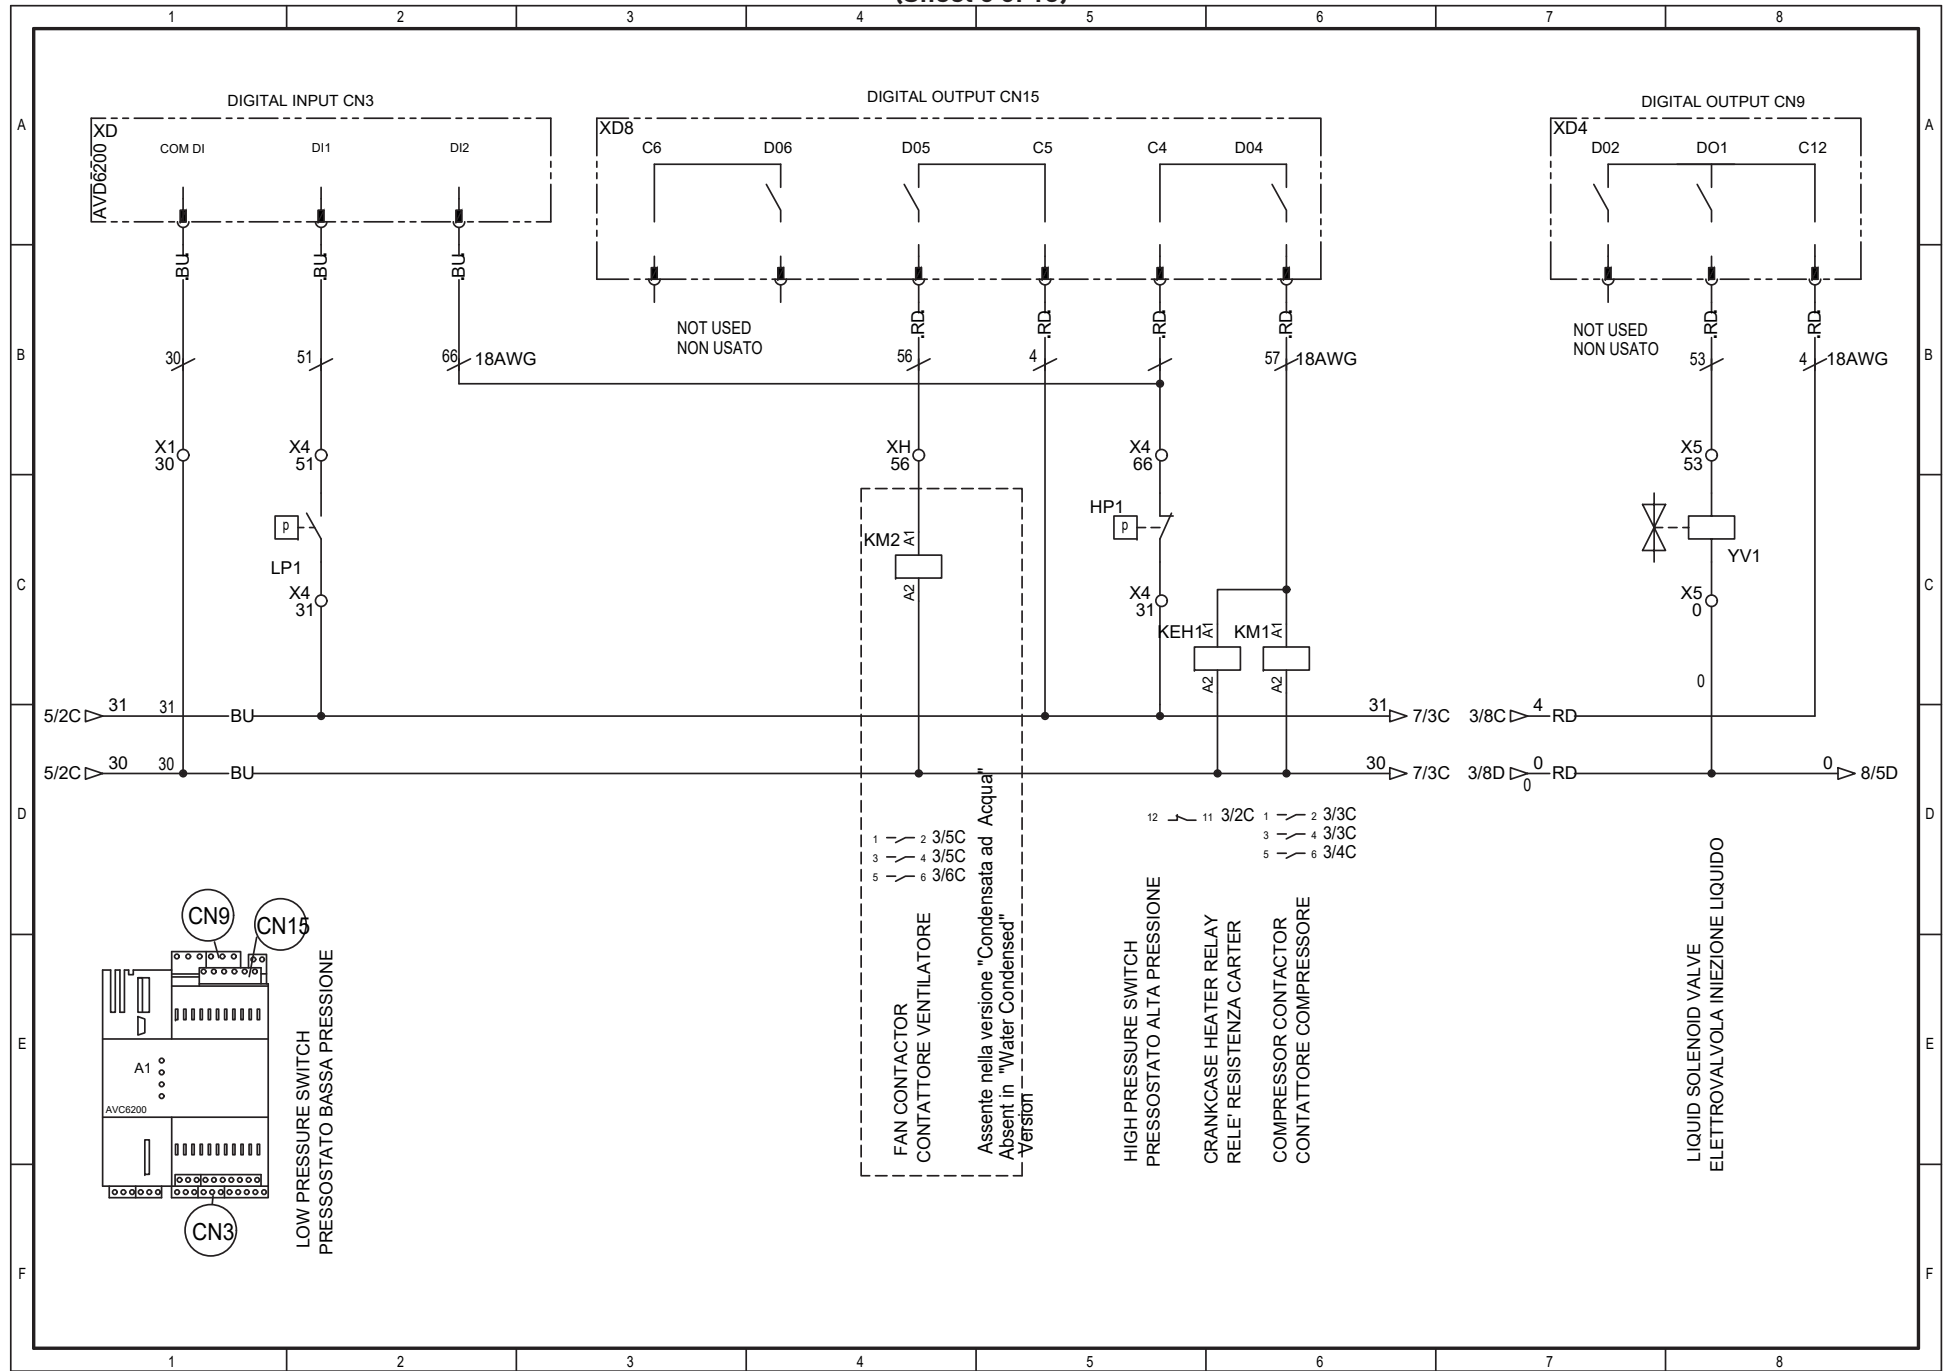 1 2 3 4 5 6 7 8
DIGITAL INPUT CN3
DIGITAL OUTPUT CN15
DIGITAL OUTPUT CN9
A
A
XD
AVD6200
COM DI
DI1
DI2
XD8
C6
D06
D05
C5
C4
D04
XD4
D02
DO1
C12
BU
BU
BU
RD
RD
RD
RD
RD
RD
NOT USED
NON USATO
NOT USED
NON USATO
B
B
30
51
66
18AWG
56
4
57
18AWG
53
4
18AWG
X1
30
X4
51
XH
56
X4
66
X5
53
HP1
p
p
LP1
KM2
A1
A2
YV1
C
C
X4
31
X4
31
X5
0
KEH1
A1
A2
KM1
A1
A2
0
5/2C
31
31
BU
31
7/3C
3/8C
4
RD
5/2C
30
30
BU
30
7/3C
3/8D
0
0
RD
0
8/5D
D
D
1 2 3/5C
3 4 3/5C
5 6 3/6C
12 11 3/2C
1 2 3/3C
3 4 3/3C
5 6 3/4C
CN9
CN15
A1
AVC6200
CN3
LOW PRESSURE SWITCH
PRESSOSTATO BASSA PRESSIONE
FAN CONTACTOR
CONTATTORE VENTILATORE
Assente nella versione "Condensata ad Acqua"
Absent in "Water Condensed"
Version
HIGH PRESSURE SWITCH
PRESSOSTATO ALTA PRESSIONE
CRANKCASE HEATER RELAY
RELE' RESISTENZA CARTER
COMPRESSOR CONTACTOR
CONTATTORE COMPRESSORE
LIQUID SOLENOID VALVE
ELETTROVALVOLA INIEZIONE LIQUIDO
E
E
F
F
1 2 3 4 5 6 7 8